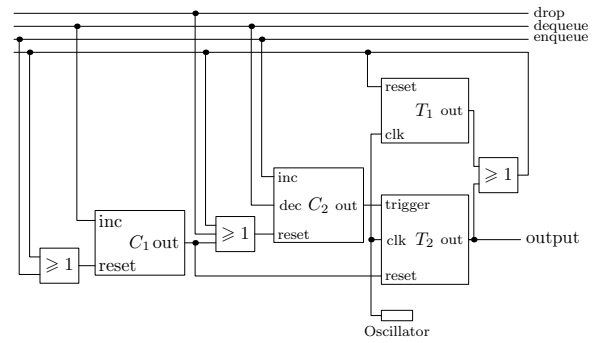 drop
dequeue
enqueue
reset
T₁ out
clk
⩾ 1
inc
dec C₂ out
reset
trigger
clk T₂ out
reset
output
inc
C₁ out
reset
⩾ 1
⩾ 1
Oscillator